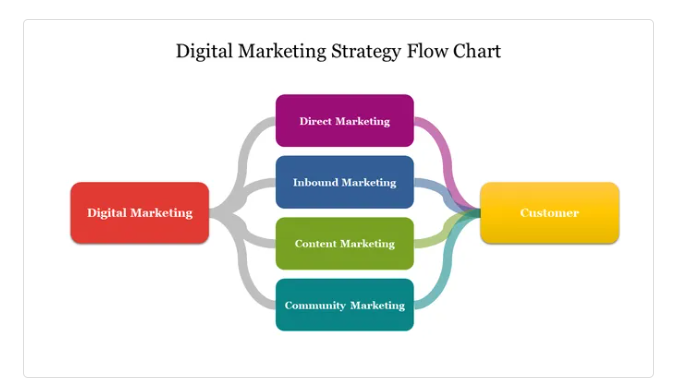 Digital Marketing Strategy Flow Chart
Direct Marketing
Inbound Marketing
Digital Marketing
Customer
Content Marketing
Community Marketing